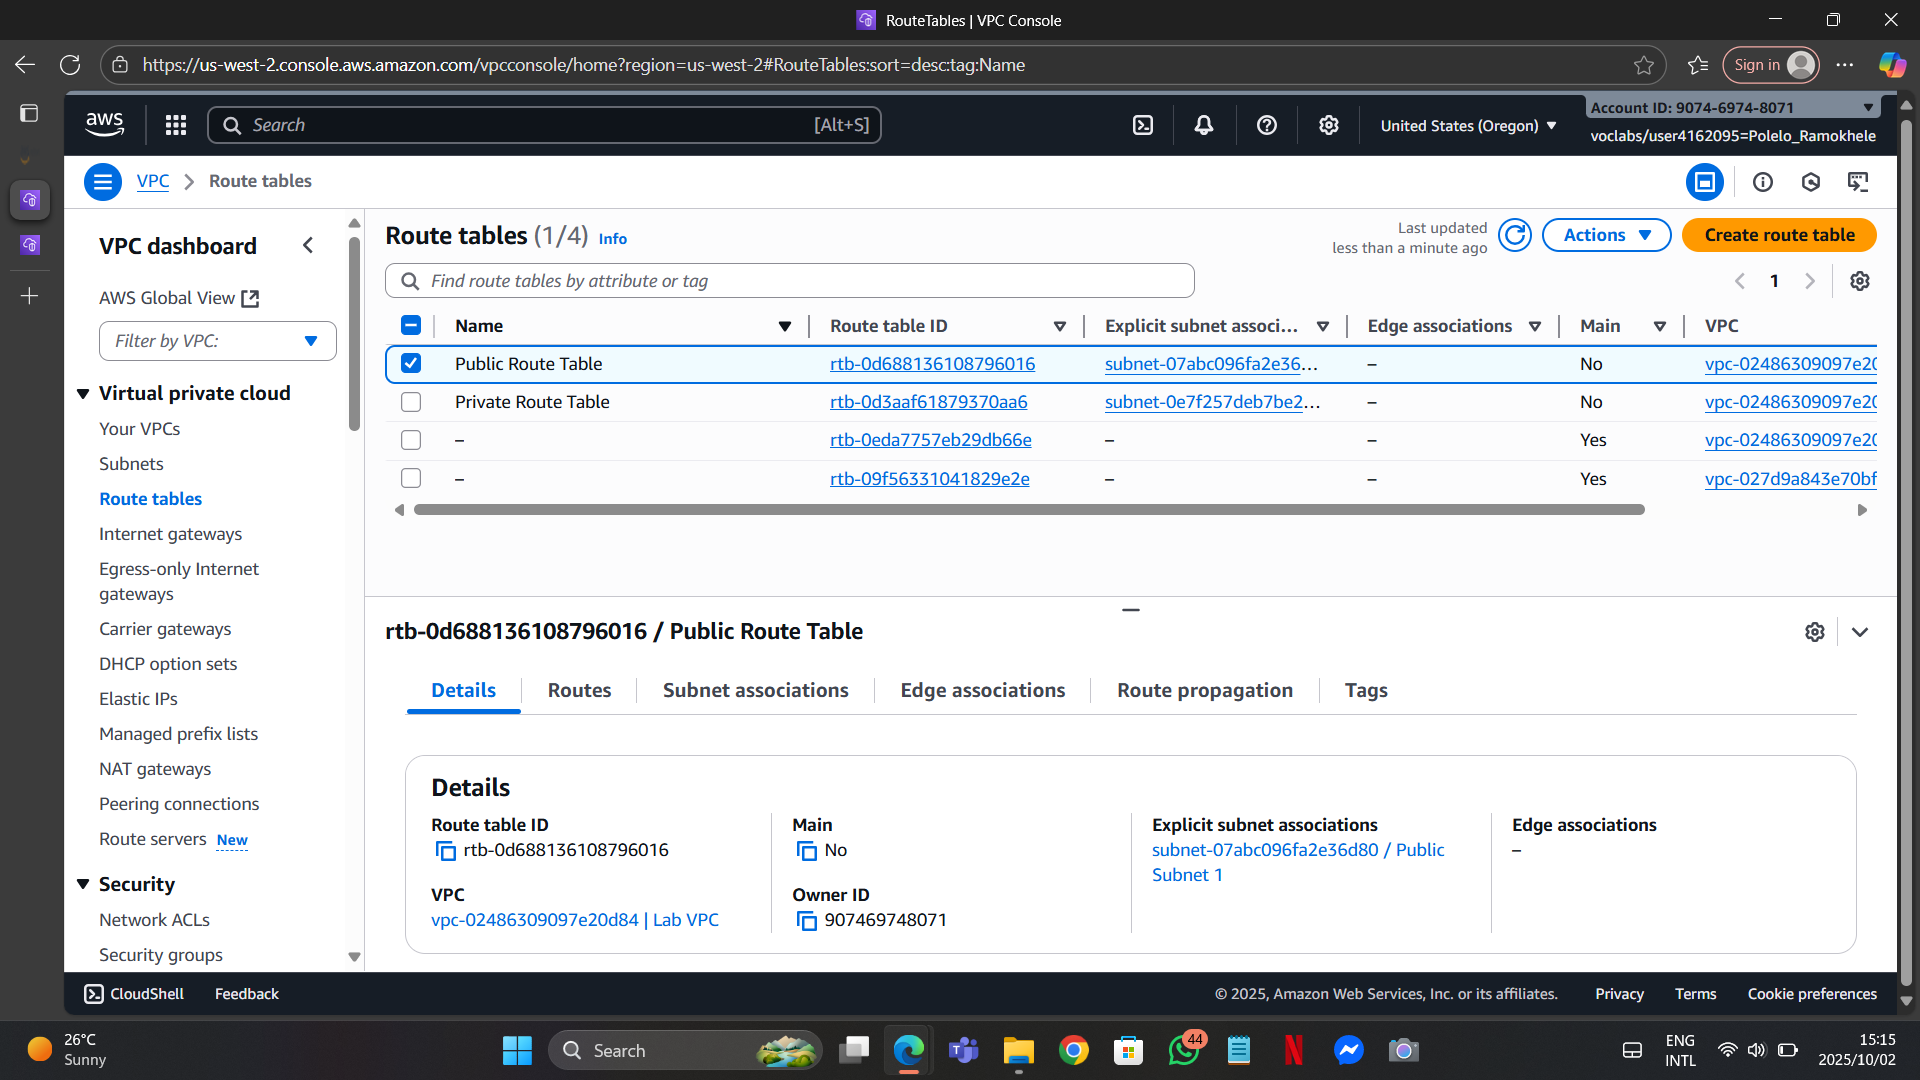 RouteTables | VPC Console
https://us-west-2.console.aws.amazon.com/vpcconsole/home?region=us-west-2#RouteTables:sort=desc:tag:Name
Sign in
aws
Search
[Alt+S]
United States (Oregon)
Account ID: 9074-6974-8071
voclabs/user4162095=Polelo_Ramokhele
VPC
Route tables
VPC dashboard
AWS Global View
Filter by VPC:
Virtual private cloud
Your VPCs
Subnets
Route tables
Internet gateways
Egress-only Internet
gateways
Carrier gateways
DHCP option sets
Elastic IPs
Managed prefix lists
NAT gateways
Peering connections
Route servers New
Security
Network ACLs
Security groups
Route tables (1/4) Info
Last updated
less than a minute ago
Actions
Create route table
Find route tables by attribute or tag
1
Name Route table ID Explicit subnet associ... Edge associations Main VPC
Public Route Table rtb-0d688136108796016 subnet-07abc096fa2e36... – No vpc-02486309097e20
Private Route Table rtb-0d3aaf61879370aa6 subnet-0e7f257deb7be2... – No vpc-02486309097e20
– rtb-0eda7757eb29db66e – – Yes vpc-02486309097e20
– rtb-09f56331041829e2e – – Yes vpc-027d9a843e70bf
rtb-0d688136108796016 / Public Route Table
Details Routes Subnet associations Edge associations Route propagation Tags
Details
Route table ID
rtb-0d688136108796016
Main
No
Explicit subnet associations
subnet-07abc096fa2e36d80 / Public
Subnet 1
Edge associations
–
VPC
vpc-02486309097e20d84 | Lab VPC
Owner ID
907469748071
CloudShell
Feedback
© 2025, Amazon Web Services, Inc. or its affiliates.
Privacy
Terms
Cookie preferences
26°C
Sunny
Search
44
ENG
INTL
15:15
2025/10/02